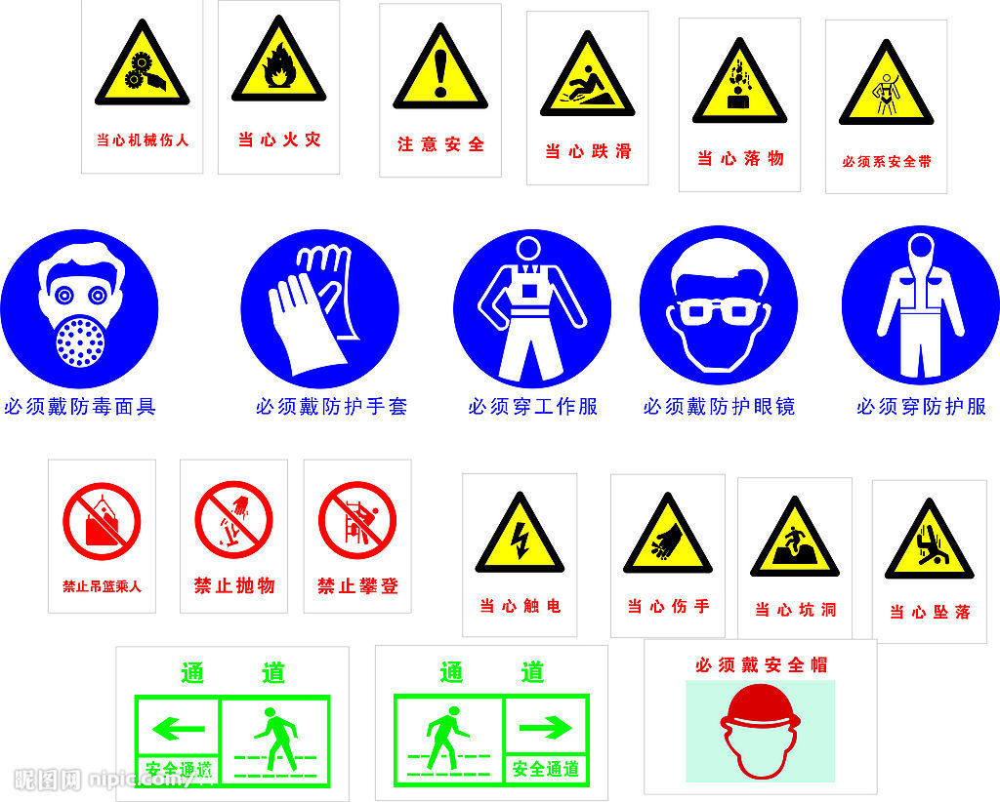 当心机械伤人
当心火灾
注意安全
当心跌滑
当心落物
必须系安全带
必须戴防毒面具
必须戴防护手套
必须穿工作服
必须戴防护眼镜
必须穿防护服
禁止吊篮乘人
禁止抛物
禁止攀登
当心触电
当心伤手
当心坑洞
当心坠落
通道
安全通道
通道
安全通道
必须戴安全帽
昵图网 nipic.com/